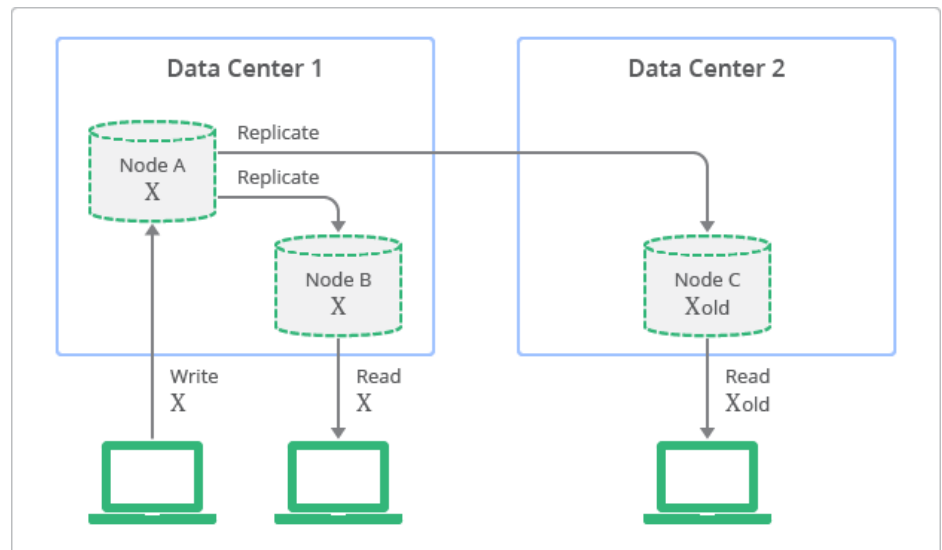 Data Center 1
Data Center 2
Replicate
Node A
X
Replicate
Node B
X
Node C
Xold
Write
X
Read
X
Read
Xold